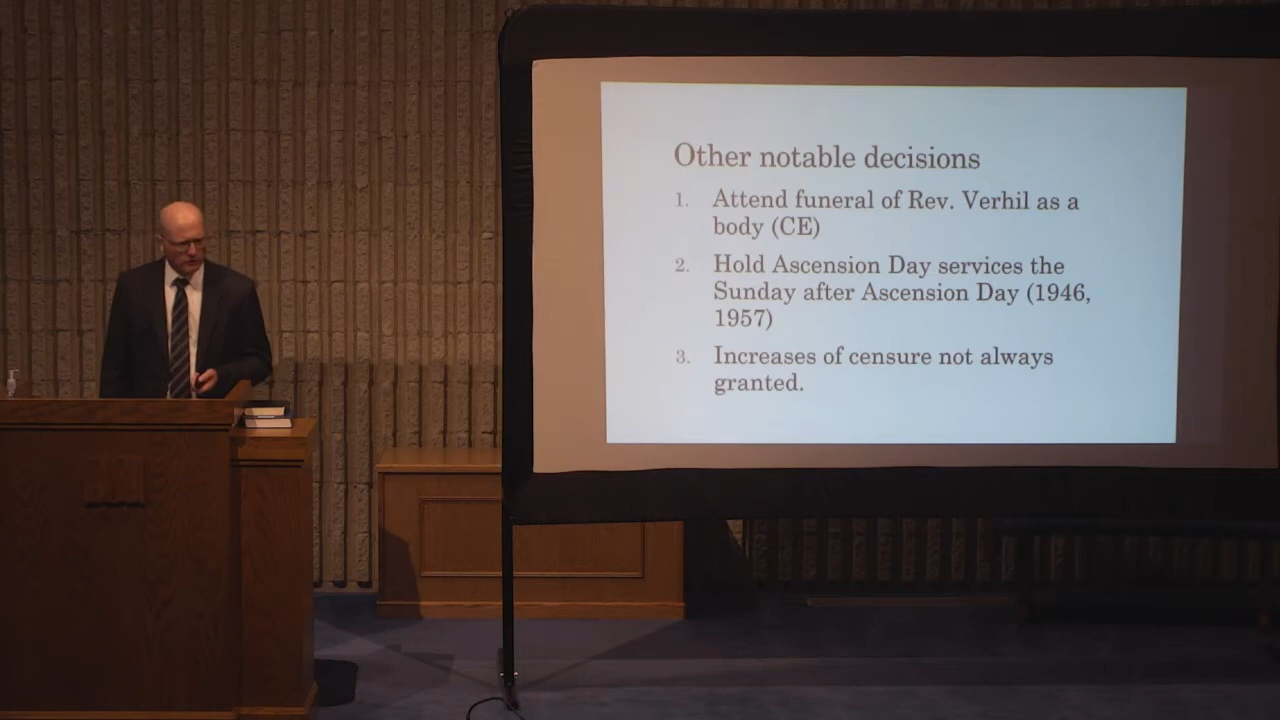 Other notable decisions
1. Attend funeral of Rev. Verhil as a
body (CE)
2. Hold Ascension Day services the
Sunday after Ascension Day (1946,
1957)
3. Increases of censure not always
granted.